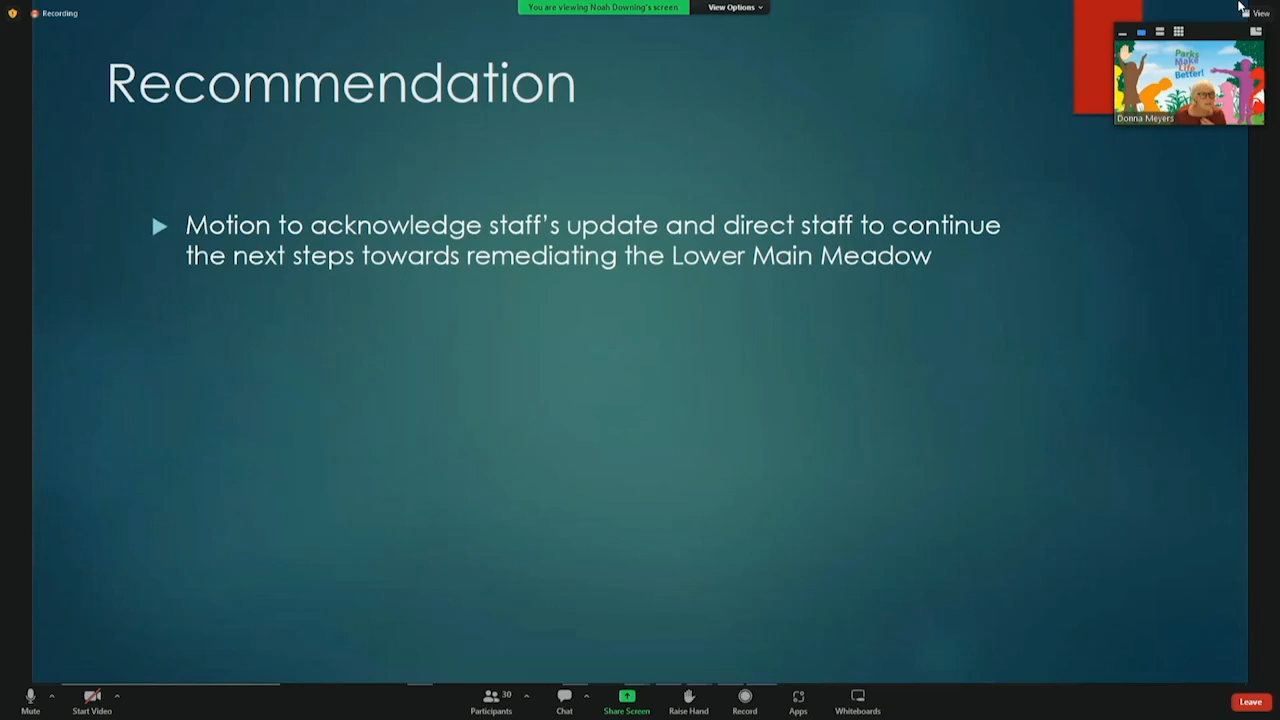 Recording
You are viewing Noah Downing's screen
View Options
View
Parks
Make
Life
Better!
Donna Meyers
Recommendation
Motion to acknowledge staff's update and direct staff to continue
the next steps towards remediating the Lower Main Meadow
Mute
Start Video
30
Participants
Chat
Share Screen
Raise Hand
Record
Apps
Whiteboards
Leave